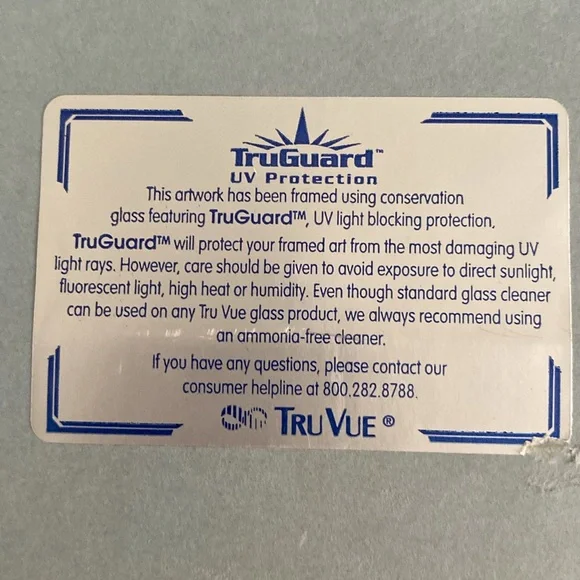 TruGuard™
UV Protection
This artwork has been framed using conservation
glass featuring TruGuard™, UV light blocking protection,
TruGuard™ will protect your framed art from the most damaging UV
light rays. However, care should be given to avoid exposure to direct sunlight,
fluorescent light, high heat or humidity. Even though standard glass cleaner
can be used on any Tru Vue glass product, we always recommend using
an ammonia-free cleaner.
If you have any questions, please contact our
consumer helpline at 800.282.8788.
TRU VUE ®